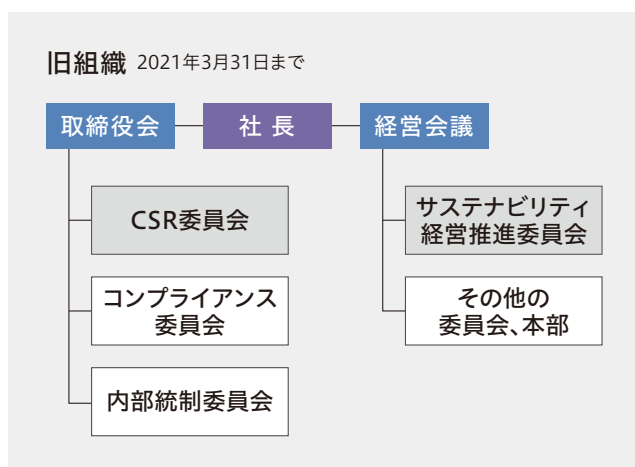 旧組織 2021年3月31日まで
取締役会
社 長
経営会議
CSR委員会
コンプライアンス
委員会
内部統制委員会
サステナビリティ
経営推進委員会
その他の
委員会、本部